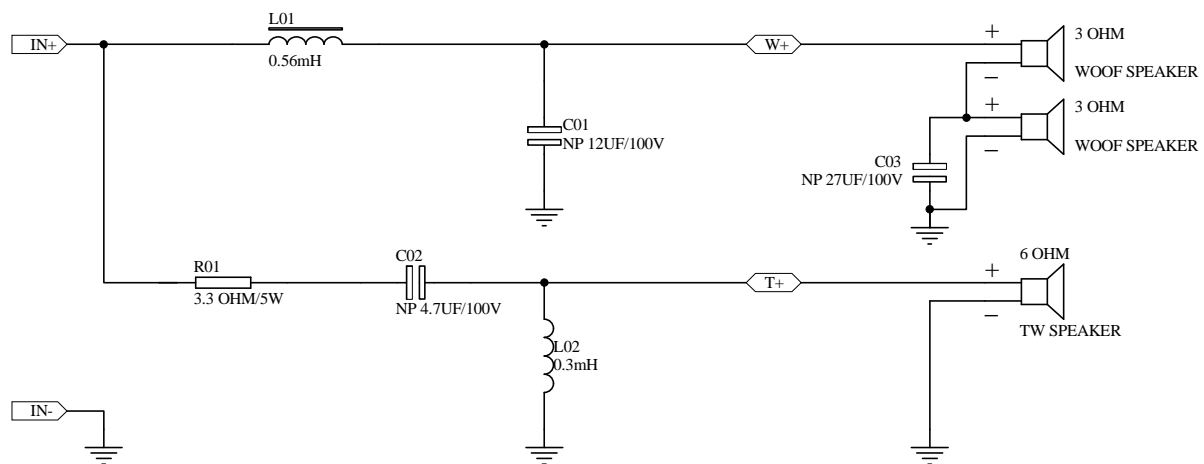 L01
IN+
0.56mH
W+
+
3 OHM
−
WOOF SPEAKER
C01
NP 12UF/100V
+
3 OHM
−
WOOF SPEAKER
C03
NP 27UF/100V
R01
3.3 OHM/5W
C02
NP 4.7UF/100V
T+
+
6 OHM
−
TW SPEAKER
L02
0.3mH
IN-